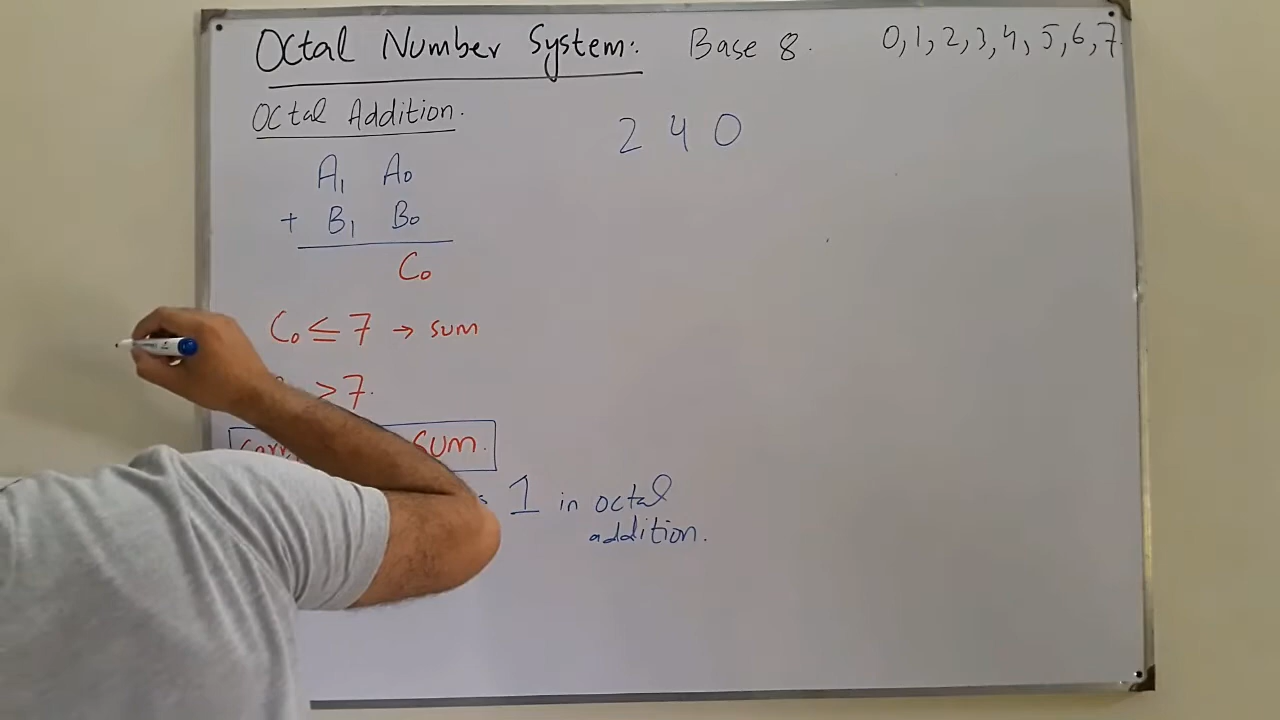 Octal Number System:. Base 8. 0,1,2,3,4,5,6,7.
Octal Addition.
2 4 0
A1 A0
+ B1 B0
C0
C0 ≤ 7 → sum
> 7.
sum.
1 in octal
addition.